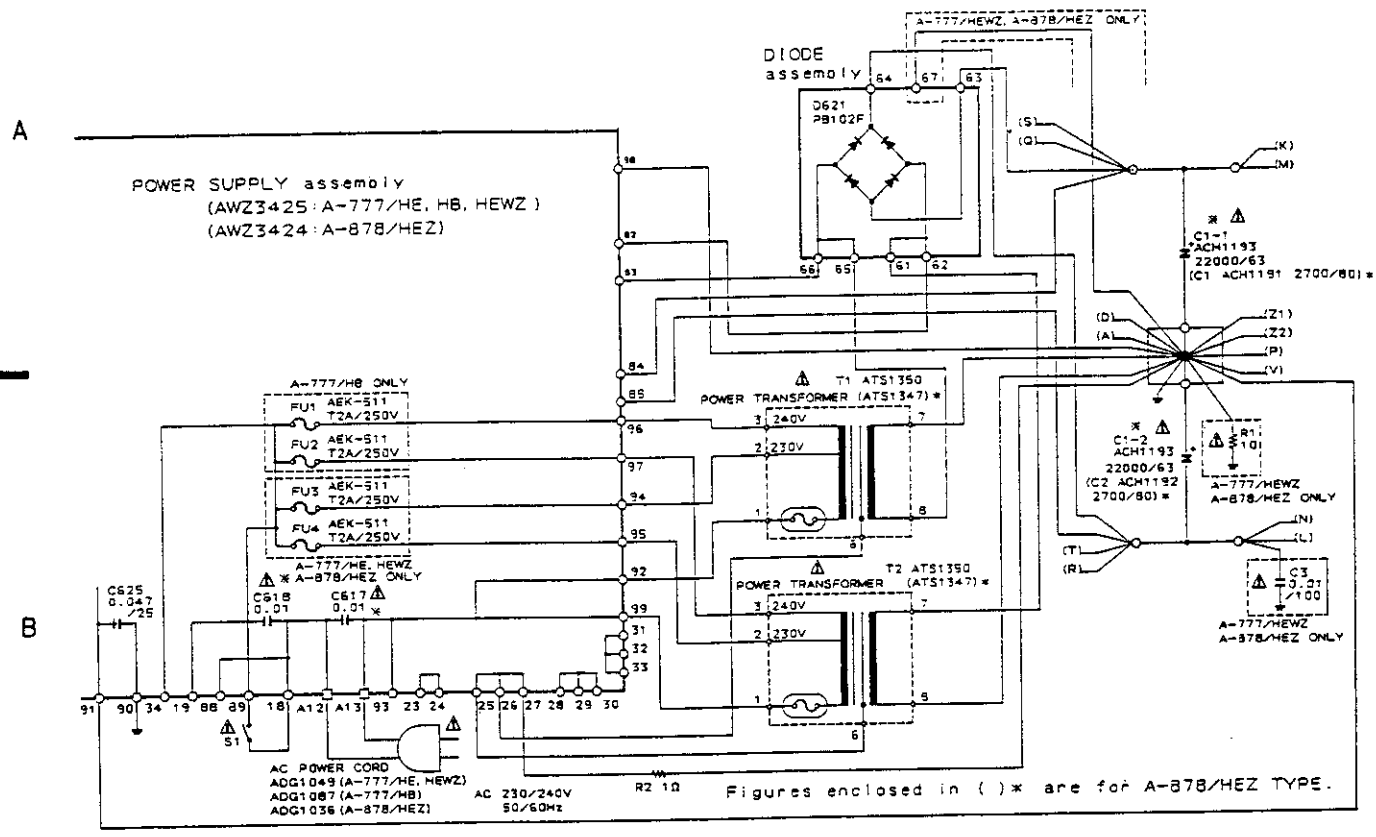 A-777/HEWZ, A-878/HEZ ONLY
DIODE
assembly
64
67
63
D621
PB102F
A
POWER SUPPLY assembly
(AWZ3425:A-777/HE, HB, HEWZ )
(AWZ3424:A-878/HEZ)
98
82
83
66
65
61
62
(S)
(Q)
(K)
(M)
※ ⚠
C1-1
+
ACH1193
22000/63
(C1 ACH1191 2700/80) *
(D)
(A)
(Z1)
(Z2)
(P)
(V)
84
85
A-777/HB ONLY
FU1 AEK-511
T2A/250V
FU2 AEK-511
T2A/250V
96
97
FU3 AEK-511
T2A/250V
FU4 AEK-511
T2A/250V
94
95
A-777/HE, HEWZ
⚠ ※ A-878/HEZ ONLY
⚠ T1 ATS1350
POWER TRANSFORMER (ATS1347) *
3 240V
2 230V
1
7
8
6
※ ⚠
C1-2
+
ACH1193
22000/63
(C2 ACH1192
2700/80) *
⚠ R1
10
A-777/HEWZ
A-878/HEZ ONLY
(N)
(L)
(T)
(R)
⚠ C3
0.01
/100
A-777/HEWZ
A-878/HEZ ONLY
⚠ T2 ATS1350
POWER TRANSFORMER (ATS1347) *
3 240V
2 230V
1
7
6
92
99
31
32
33
B
C625
0.047
/25
C618
0.01
C617 ⚠
0.01 ※
91
90
34
19
88
89
18
A12
A13
93
23
24
25
26
27
28
29
30
⚠
S1
⚠
AC POWER CORD
ADG1049 (A-777/HE, HEWZ)
ADG1087 (A-777/HB)
ADG1036 (A-878/HEZ)
AC 230/240V
50/60Hz
R2 1Ω
Figures enclosed in ( )* are for A-878/HEZ TYPE.